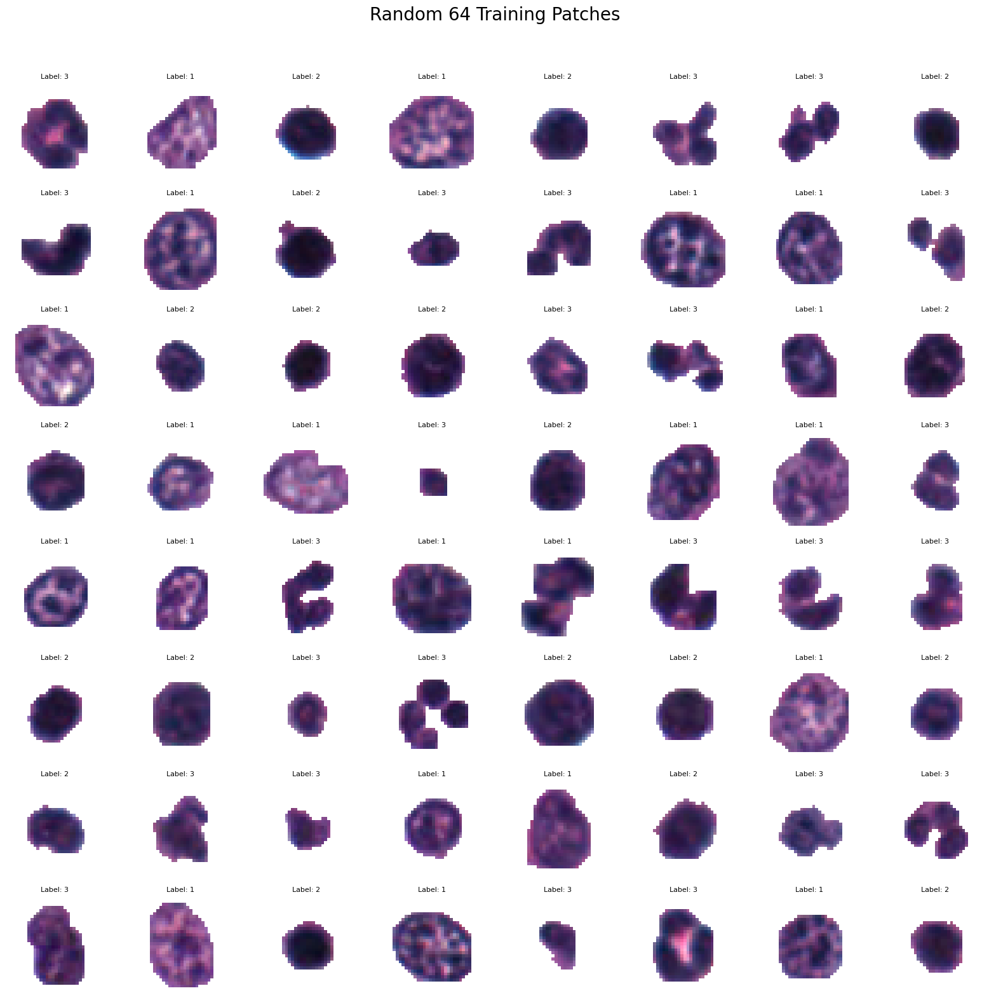 Random 64 Training Patches
Label: 3 Label: 1 Label: 2 Label: 1 Label: 2 Label: 3 Label: 3 Label: 2
Label: 3 Label: 1 Label: 2 Label: 3 Label: 3 Label: 1 Label: 1 Label: 3
Label: 1 Label: 2 Label: 2 Label: 2 Label: 3 Label: 3 Label: 1 Label: 2
Label: 2 Label: 1 Label: 1 Label: 3 Label: 2 Label: 1 Label: 1 Label: 3
Label: 1 Label: 1 Label: 3 Label: 1 Label: 1 Label: 3 Label: 3 Label: 3
Label: 2 Label: 2 Label: 3 Label: 3 Label: 2 Label: 2 Label: 1 Label: 2
Label: 2 Label: 3 Label: 3 Label: 1 Label: 1 Label: 2 Label: 3 Label: 3
Label: 3 Label: 1 Label: 2 Label: 1 Label: 3 Label: 3 Label: 1 Label: 2